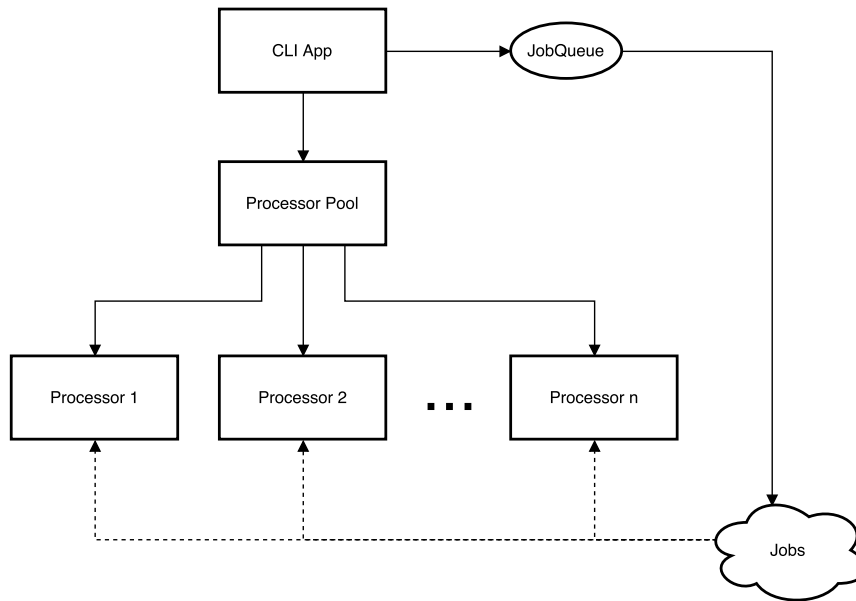 CLI App
JobQueue
Processor Pool
Processor 1
Processor 2
...
Processor n
Jobs